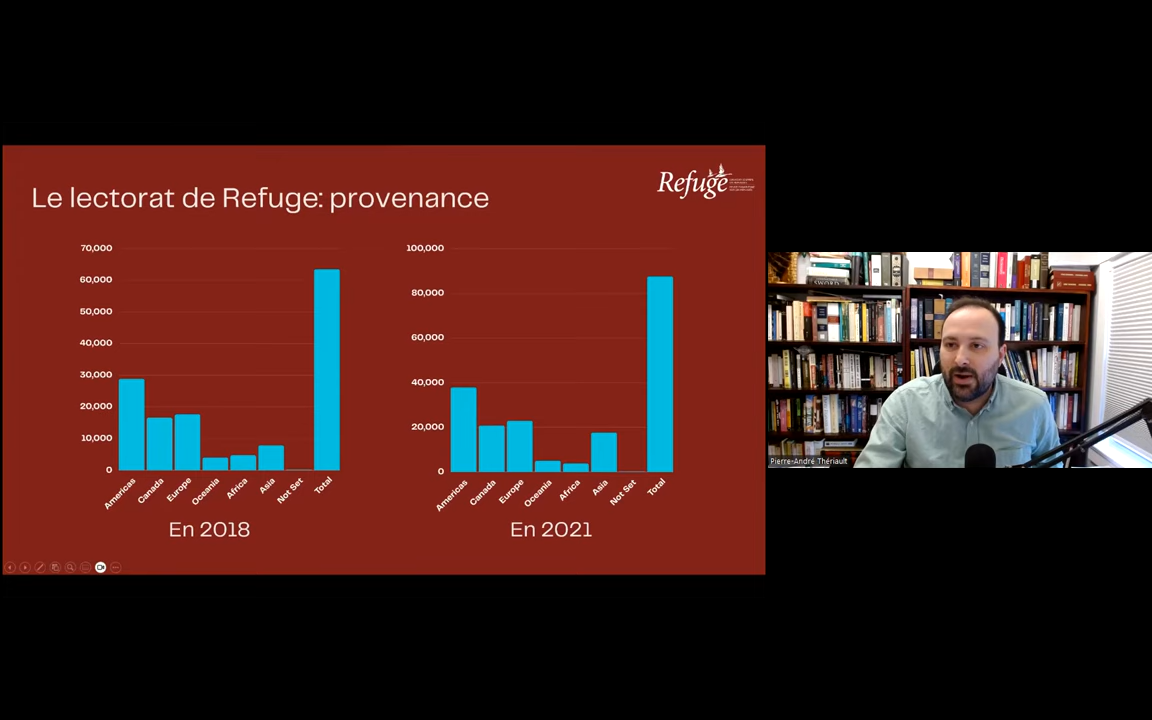 Le lectorat de Refuge: provenance
Refuge
70,000
60,000
50,000
40,000
30,000
20,000
10,000
0
Americas
Canada
Europe
Oceania
Africa
Asia
Not Set
Total
En 2018
100,000
80,000
60,000
40,000
20,000
0
Americas
Canada
Europe
Oceania
Africa
Asia
Not Set
Total
En 2021
SWORD
Pierre-André Thériault